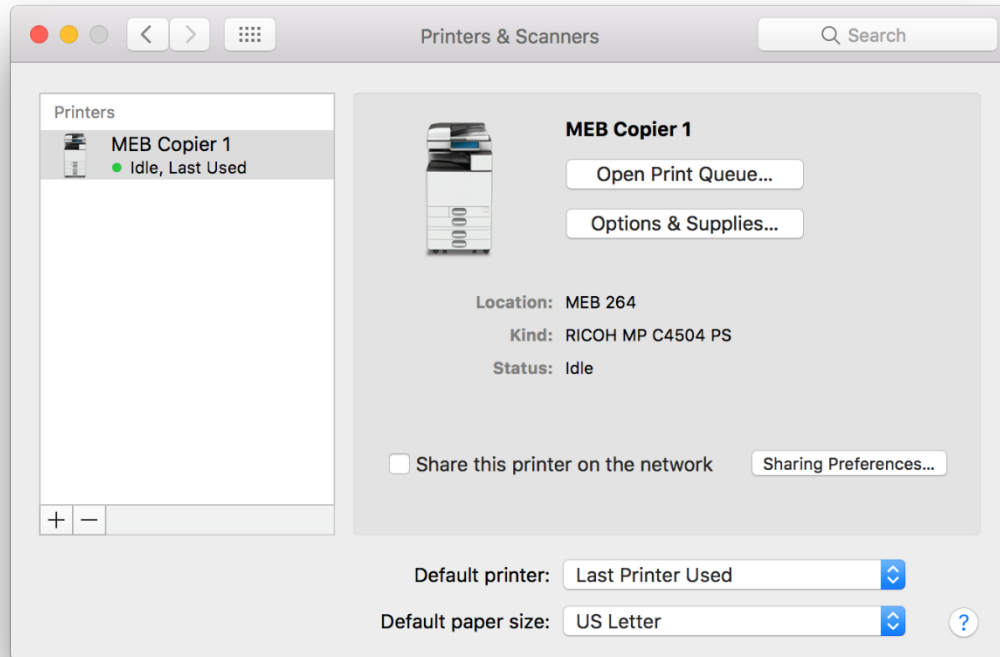 Printers & Scanners
Search
Printers
MEB Copier 1
Idle, Last Used
MEB Copier 1
Open Print Queue...
Options & Supplies...
Location: MEB 264
Kind: RICOH MP C4504 PS
Status: Idle
Share this printer on the network
Sharing Preferences...
Default printer: Last Printer Used
Default paper size: US Letter
?